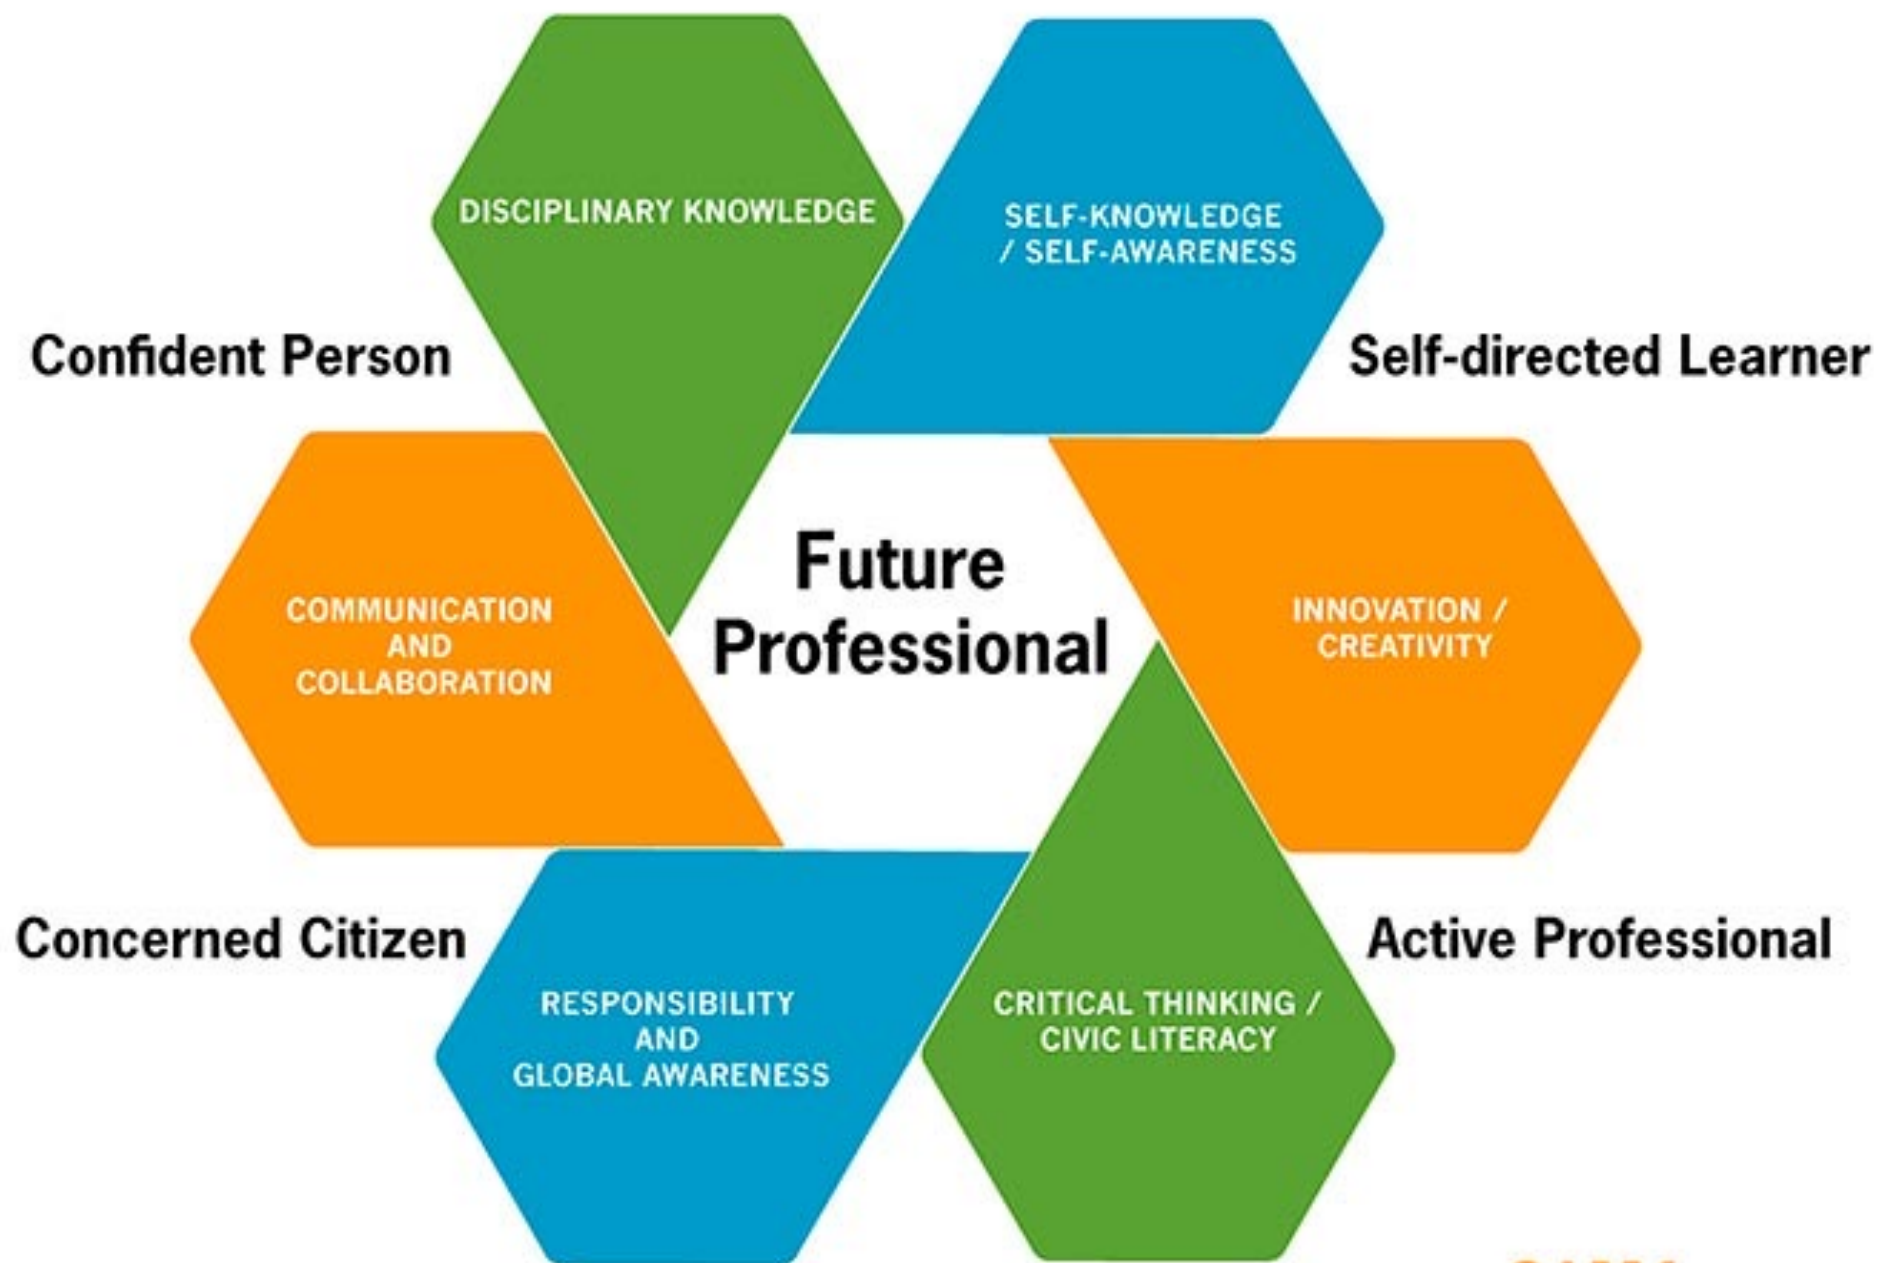 DISCIPLINARY KNOWLEDGE
SELF-KNOWLEDGE
/ SELF-AWARENESS
Confident Person
Self-directed Learner
Future
Professional
COMMUNICATION
AND
COLLABORATION
INNOVATION /
CREATIVITY
Concerned Citizen
Active Professional
RESPONSIBILITY
AND
GLOBAL AWARENESS
CRITICAL THINKING /
CIVIC LITERACY